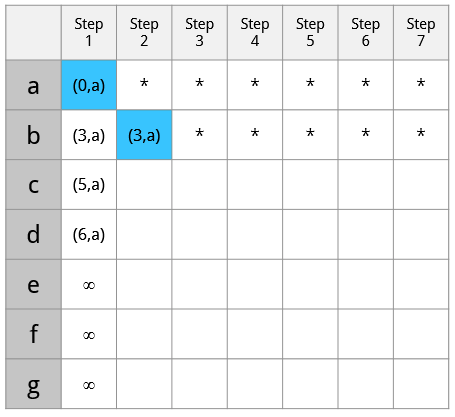 Step 1 Step 2 Step 3 Step 4 Step 5 Step 6 Step 7
a (0,a) * * * * * *
b (3,a) (3,a) * * * * *
c (5,a)
d (6,a)
e ∞
f ∞
g ∞